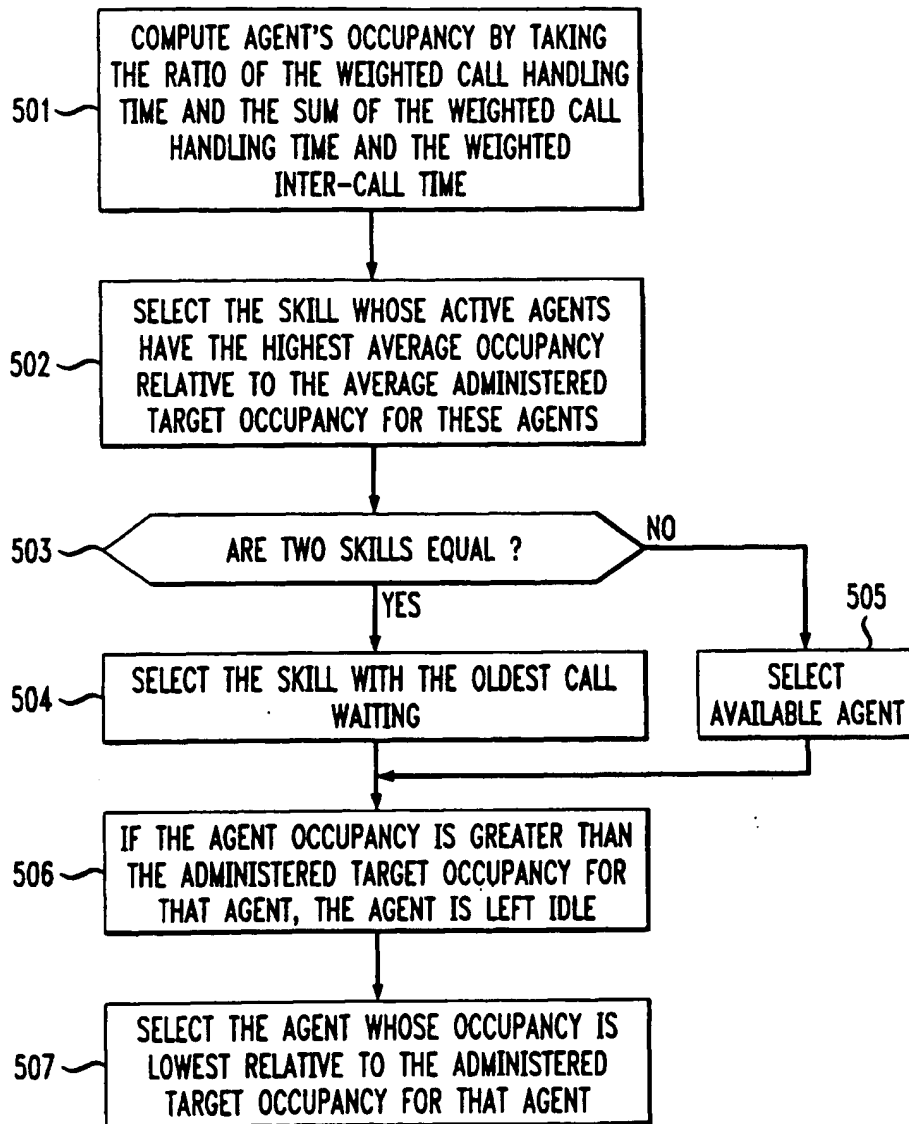 COMPUTE AGENT'S OCCUPANCY BY TAKING
THE RATIO OF THE WEIGHTED CALL HANDLING
TIME AND THE SUM OF THE WEIGHTED CALL
HANDLING TIME AND THE WEIGHTED
INTER-CALL TIME
501
SELECT THE SKILL WHOSE ACTIVE AGENTS
HAVE THE HIGHEST AVERAGE OCCUPANCY
RELATIVE TO THE AVERAGE ADMINISTERED
TARGET OCCUPANCY FOR THESE AGENTS
502
503
ARE TWO SKILLS EQUAL ?
NO
YES
505
SELECT
AVAILABLE AGENT
504
SELECT THE SKILL WITH THE OLDEST CALL
WAITING
IF THE AGENT OCCUPANCY IS GREATER THAN
THE ADMINISTERED TARGET OCCUPANCY FOR
THAT AGENT, THE AGENT IS LEFT IDLE
506
SELECT THE AGENT WHOSE OCCUPANCY IS
LOWEST RELATIVE TO THE ADMINISTERED
TARGET OCCUPANCY FOR THAT AGENT
507